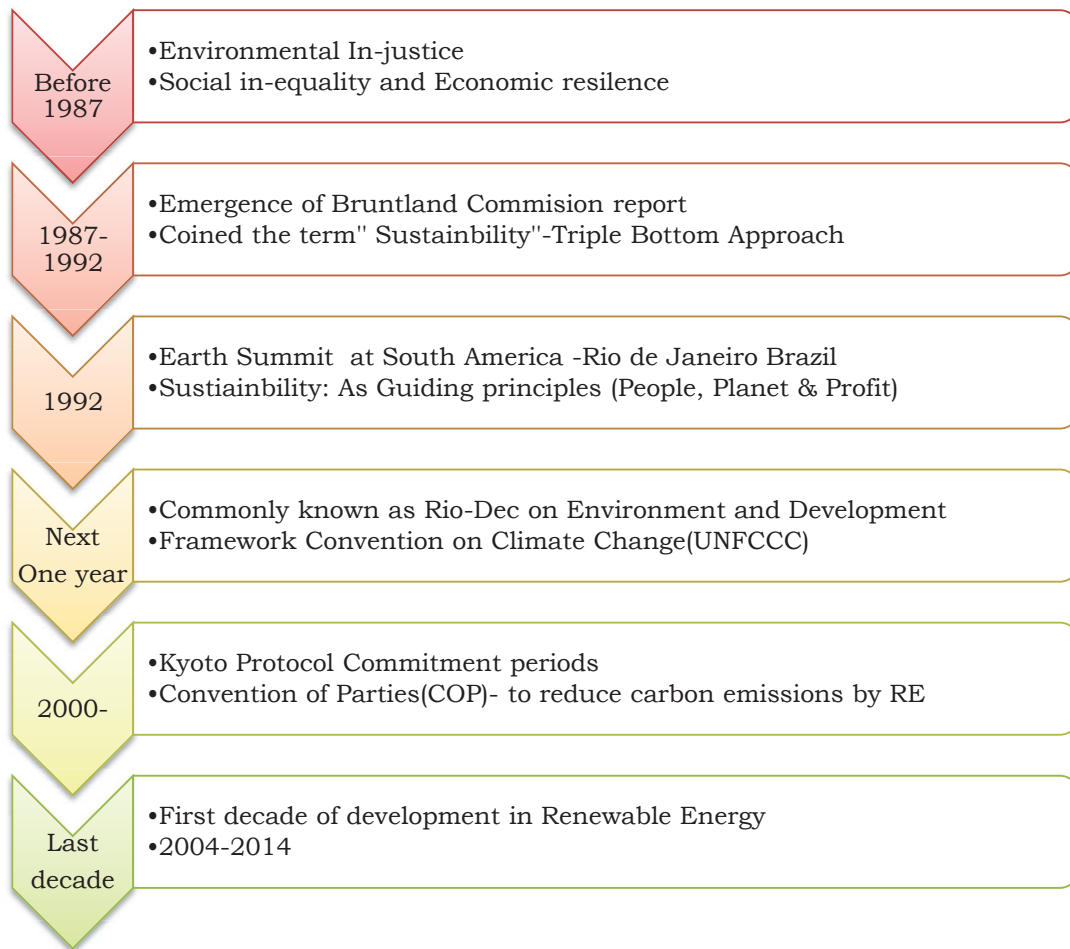 Before
1987
•Environmental In-justice
•Social in-equality and Economic resilence
1987-
1992
•Emergence of Bruntland Commision report
•Coined the term" Sustainbility"-Triple Bottom Approach
1992
•Earth Summit at South America -Rio de Janeiro Brazil
•Sustiainbility: As Guiding principles (People, Planet & Profit)
Next
One year
•Commonly known as Rio-Dec on Environment and Development
•Framework Convention on Climate Change(UNFCCC)
2000-
•Kyoto Protocol Commitment periods
•Convention of Parties(COP)- to reduce carbon emissions by RE
Last
decade
•First decade of development in Renewable Energy
•2004-2014